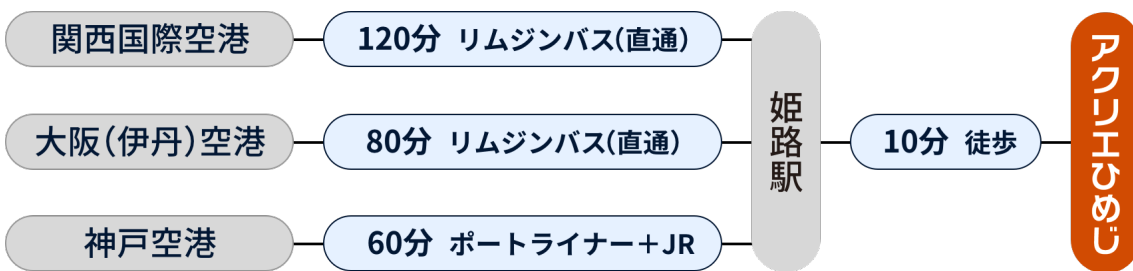 関西国際空港
120分 リムジンバス(直通)
大阪(伊丹)空港
80分 リムジンバス(直通)
神戸空港
60分 ポートライナー+JR
姫路駅
10分 徒歩
アクリエひめじ